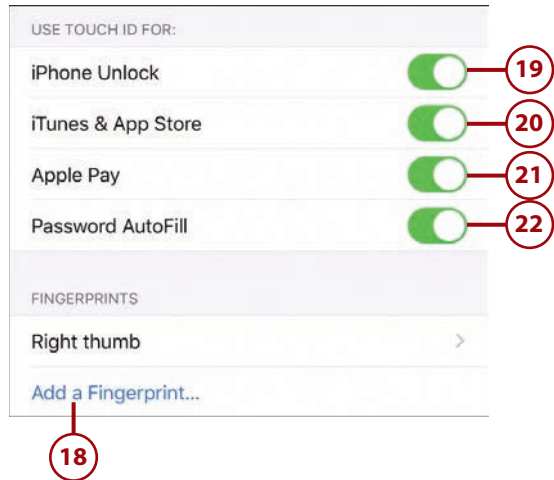 USE TOUCH ID FOR:
iPhone Unlock 19
iTunes & App Store 20
Apple Pay 21
Password AutoFill 22
FINGERPRINTS
Right thumb
Add a Fingerprint...
18